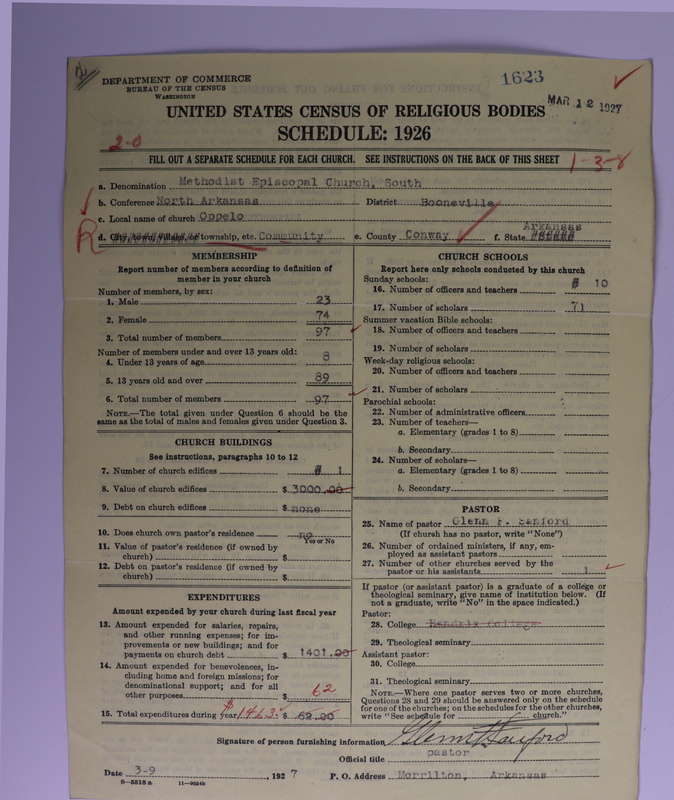 1623
MAR 12 1927
DEPARTMENT OF COMMERCE
BUREAU OF THE CENSUS
WASHINGTON
UNITED STATES CENSUS OF RELIGIOUS BODIES
SCHEDULE: 1926
2-0
FILL OUT A SEPARATE SCHEDULE FOR EACH CHURCH. SEE INSTRUCTIONS ON THE BACK OF THIS SHEET
1-3-8
a. Denomination Methodist Episcopal Church, South
b. Conference North Arkansas District Booneville
c. Local name of church Oppelo
R
d. township, etc. Community e. County Conway f. State Arkansas
MEMBERSHIP
Report number of members according to definition of
member in your church
Number of members, by sex:
1. Male 23
2. Female 74
3. Total number of members 97
Number of members under and over 13 years old:
4. Under 13 years of age 8
5. 13 years old and over 89
6. Total number of members 97
NOTE.—The total given under Question 6 should be the
same as the total of males and females given under Question 3.
CHURCH BUILDINGS
See instructions, paragraphs 10 to 12
7. Number of church edifices 1
8. Value of church edifices $ 3000.00
9. Debt on church edifices $ none
10. Does church own pastor's residence no
Yes or No
11. Value of pastor's residence (if owned by
church) $
12. Debt on pastor's residence (if owned by
church) $
EXPENDITURES
Amount expended by your church during last fiscal year
13. Amount expended for salaries, repairs,
and other running expenses; for im-
provements or new buildings; and for
payments on church debt $ 1401.00
14. Amount expended for benevolences, in-
cluding home and foreign missions; for
denominational support; and for all
other purposes $ 62
15. Total expenditures during year $1463. $ 62.00
CHURCH SCHOOLS
Report here only schools conducted by this church
Sunday schools:
16. Number of officers and teachers 10
17. Number of scholars 71
Summer vacation Bible schools:
18. Number of officers and teachers
19. Number of scholars
Week-day religious schools:
20. Number of officers and teachers
21. Number of scholars
Parochial schools:
22. Number of administrative officers
23. Number of teachers—
a. Elementary (grades 1 to 8)
b. Secondary
24. Number of scholars—
a. Elementary (grades 1 to 8)
b. Secondary
PASTOR
25. Name of pastor Glenn F. Sanford
(If church has no pastor, write "None")
26. Number of ordained ministers, if any, em-
ployed as assistant pastors
27. Number of other churches served by the
pastor or his assistants 1
If pastor (or assistant pastor) is a graduate of a college or
theological seminary, give name of institution below. (If
not a graduate, write "No" in the space indicated.)
Pastor:
28. College Hendrix College
29. Theological seminary
Assistant pastor:
30. College
31. Theological seminary
NOTE.—Where one pastor serves two or more churches,
Questions 28 and 29 should be answered only on the schedule
for one of the churches; on the schedules for the other churches,
write "See schedule for church."
Signature of person furnishing information Glenn F Sanford
Official title pastor
Date 3-9, 1927 P. O. Address Morrilton, Arkansas
8—5518 a